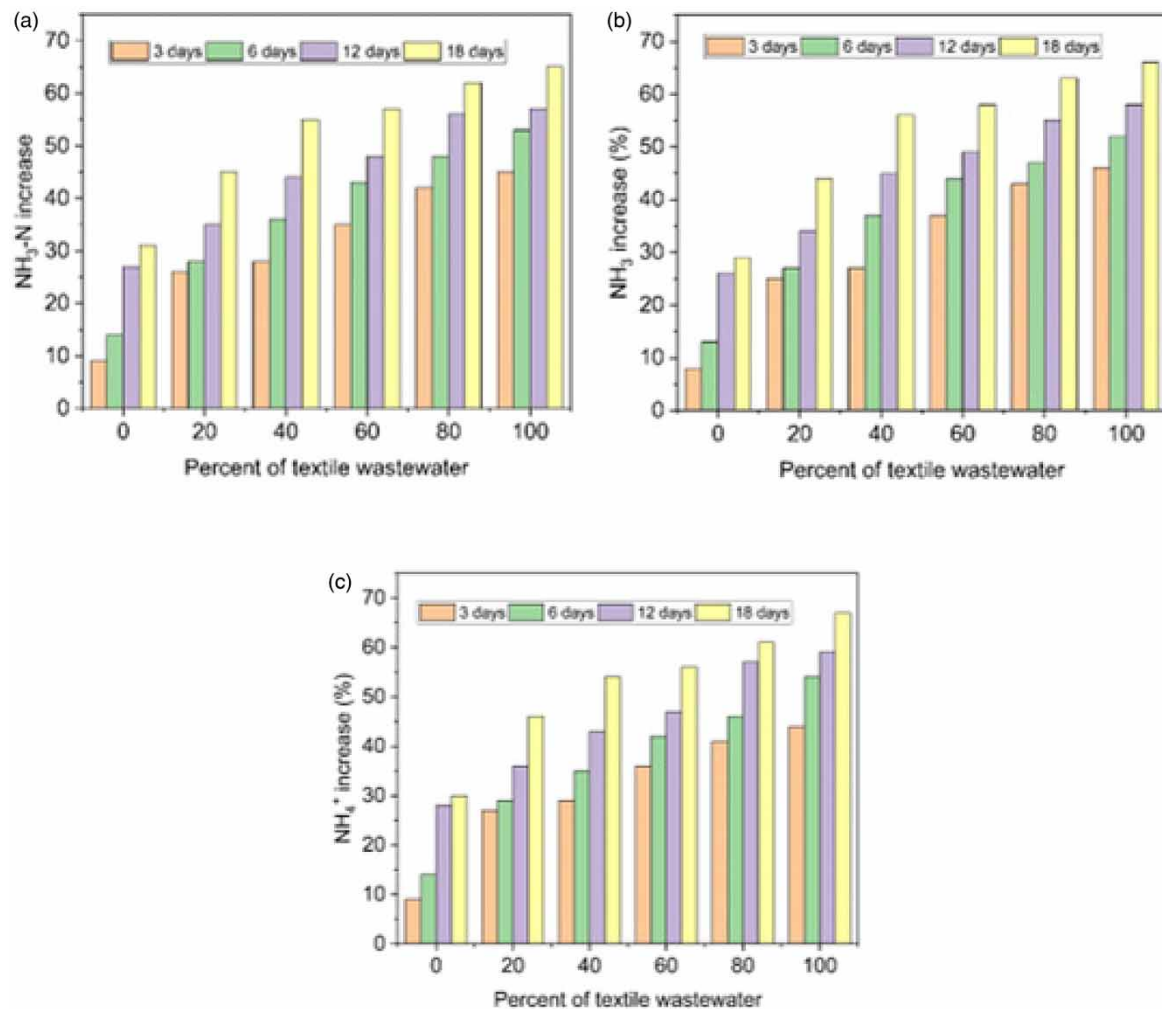 (a)
3 days 6 days 12 days 18 days
70
60
50
40
30
20
10
0
NH3-N increase
0 20 40 60 80 100
Percent of textile wastewater
(b)
3 days 6 days 12 days 18 days
70
60
50
40
30
20
10
0
NH3 increase (%)
0 20 40 60 80 100
Percent of textile wastewater
(c)
3 days 6 days 12 days 18 days
70
60
50
40
30
20
10
0
NH4+ increase (%)
0 20 40 60 80 100
Percent of textile wastewater